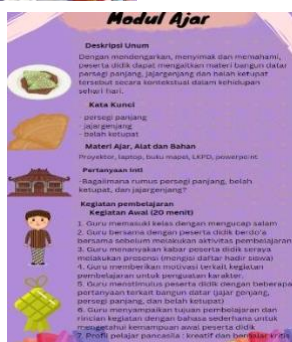 Modul Ajar
Deskripsi Unum
Dengan mendengarkan, menyimak dan memahami,
peserta didik dapat mengaitkan materi bangun datar
persegi panjang, jajargenjang dan belah ketupat
tersebut secara kontekstual dalam kehidupan
sehari hari.
Kata Kunci
- persegi panjang
- jajargenjang
- belah ketupat
Materi Ajar, Alat dan Bahan
Proyektor, laptop, buku mapel, LKPD, powerpoint
Pertanyaan Inti
-Bagaimana rumus persegi panjang, belah
ketupat, dan jajargenjang?
Kegiatan pembelajaran
Kegiatan Awal (20 menit)
1. Guru memasuki kelas dengan mengucap salam
2. Guru bersama dengan peserta didik berdo'a
bersama sebelum melakukan aktivitas pembelajaran
3. Guru menanyakan kabar peserta didik seraya
melakukan presensi (mengisi daftar hadir siswa)
4. Guru memberikan motivasi terkait kegiatan
pembelajaran untuk penguatan karakter.
5. Guru menstimulus peserta didik dengan beberapa
pertanyaan terkait bangun datar (jajar genjang,
persegi panjang, dan belah ketupat)
6. Guru menyampaikan tujuan pembelajaran dan
rincian kegiatan dengan bahasa sederhana untuk
mengetahui kemampuan awal peserta didik
7. Profil pelajar pancasila : kreatif dan bernalar kritis